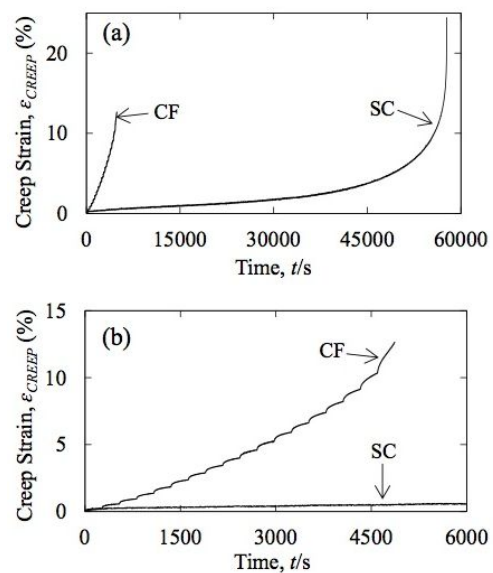 (a)
20
CF
SC
10
0
Creep Strain, εCREEP (%)
0 15000 30000 45000 60000
Time, t/s
15
(b)
CF
10
5
SC
0
Creep Strain, εCREEP (%)
0 1500 3000 4500 6000
Time, t/s